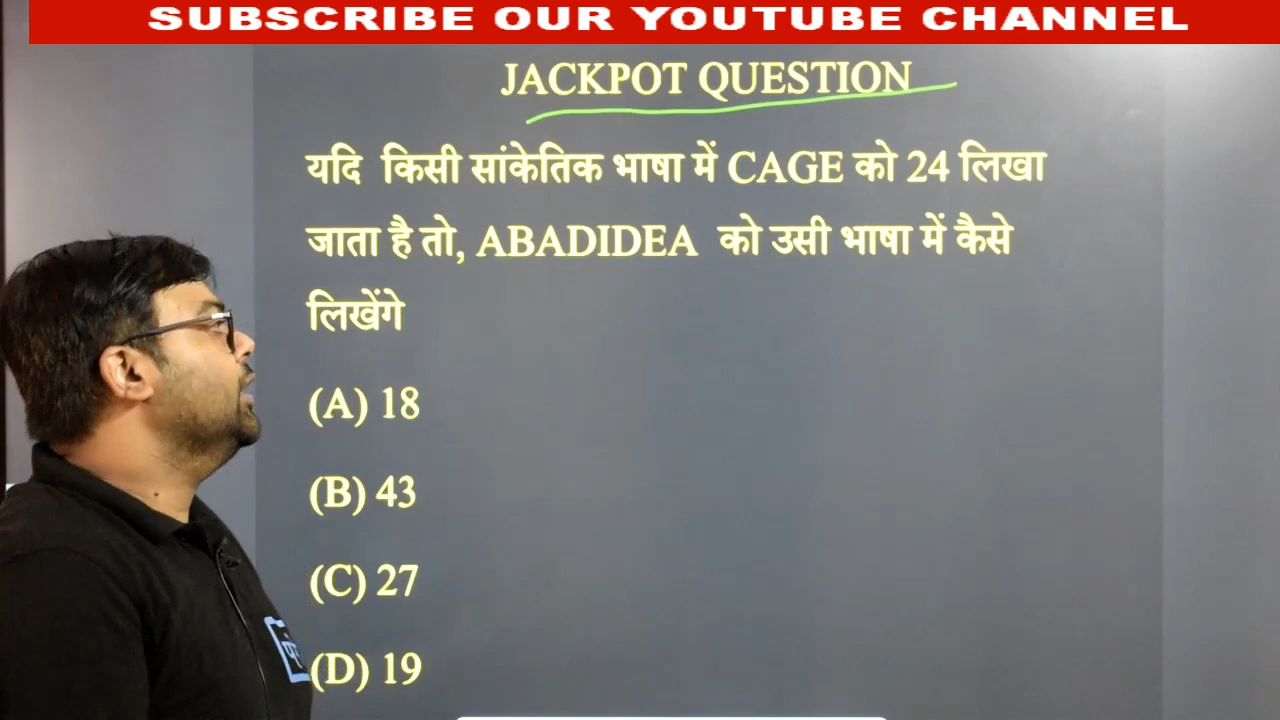 SUBSCRIBE OUR YOUTUBE CHANNEL
JACKPOT QUESTION
यदि किसी सांकेतिक भाषा में CAGE को 24 लिखा
जाता है तो, ABADIDEA को उसी भाषा में कैसे
लिखेंगे
(A) 18
(B) 43
(C) 27
(D) 19